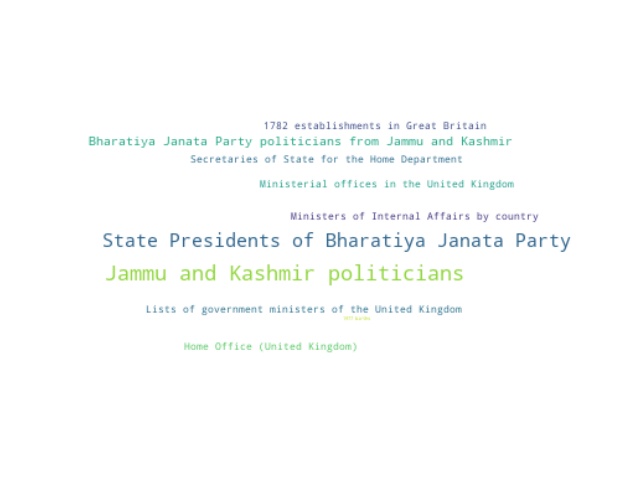 1782 establishments in Great Britain
Bharatiya Janata Party politicians from Jammu and Kashmir
Secretaries of State for the Home Department
Ministerial offices in the United Kingdom
Ministers of Internal Affairs by country
State Presidents of Bharatiya Janata Party
Jammu and Kashmir politicians
Lists of government ministers of the United Kingdom
Home Office (United Kingdom)